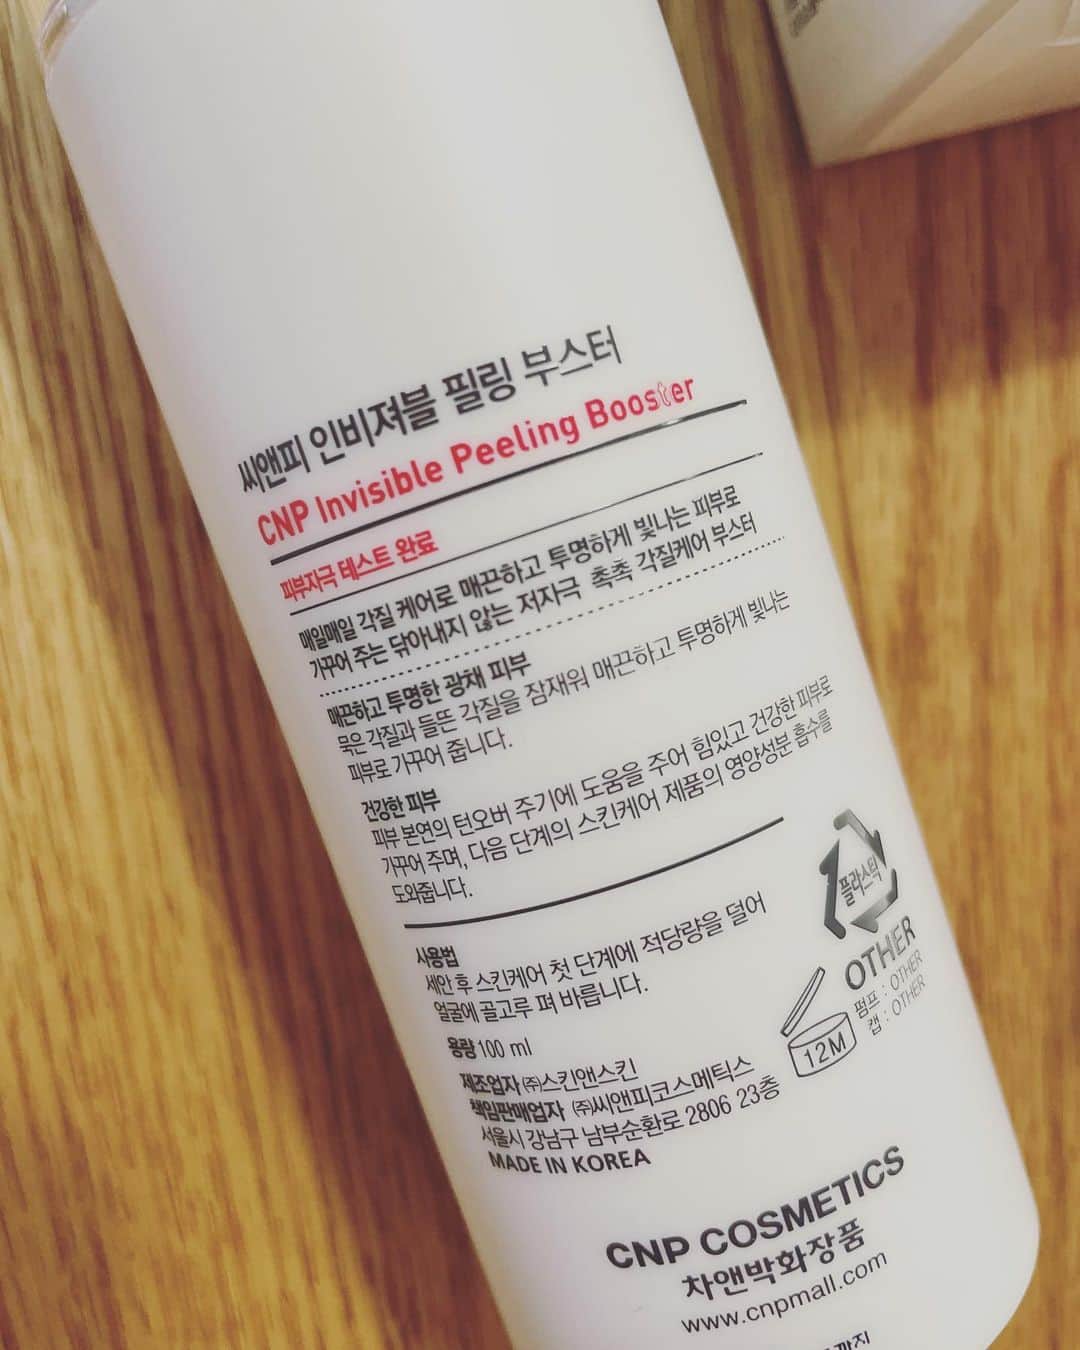 씨앤피 인비져블 필링 부스터
CNP Invisible Peeling Booster
피부자극 테스트 완료
매일매일 각질 케어로 매끈하고 투명하게 빛나는 피부로
가꾸어 주는 닦아내지 않는 저자극 촉촉 각질케어 부스터
매끈하고 투명한 광채 피부
묵은 각질과 들뜬 각질을 잠재워 매끈하고 투명하게 빛나는
피부로 가꾸어 줍니다.
건강한 피부
피부 본연의 턴오버 주기에 도움을 주어 힘있고 건강한 피부로
가꾸어 주며, 다음 단계의 스킨케어 제품의 영양성분 흡수를
도와줍니다.
사용법
세안 후 스킨케어 첫 단계에 적당량을 덜어
얼굴에 골고루 펴 바릅니다.
용량 100 ml
제조업자 ㈜스킨앤스킨
책임판매업자 ㈜씨앤피코스메틱스
서울시 강남구 남부순환로 2806 23층
MADE IN KOREA
플라스틱
OTHER
펌프 : OTHER
캡 : OTHER
12M
CNP COSMETICS
차앤박화장품
www.cnpmall.com